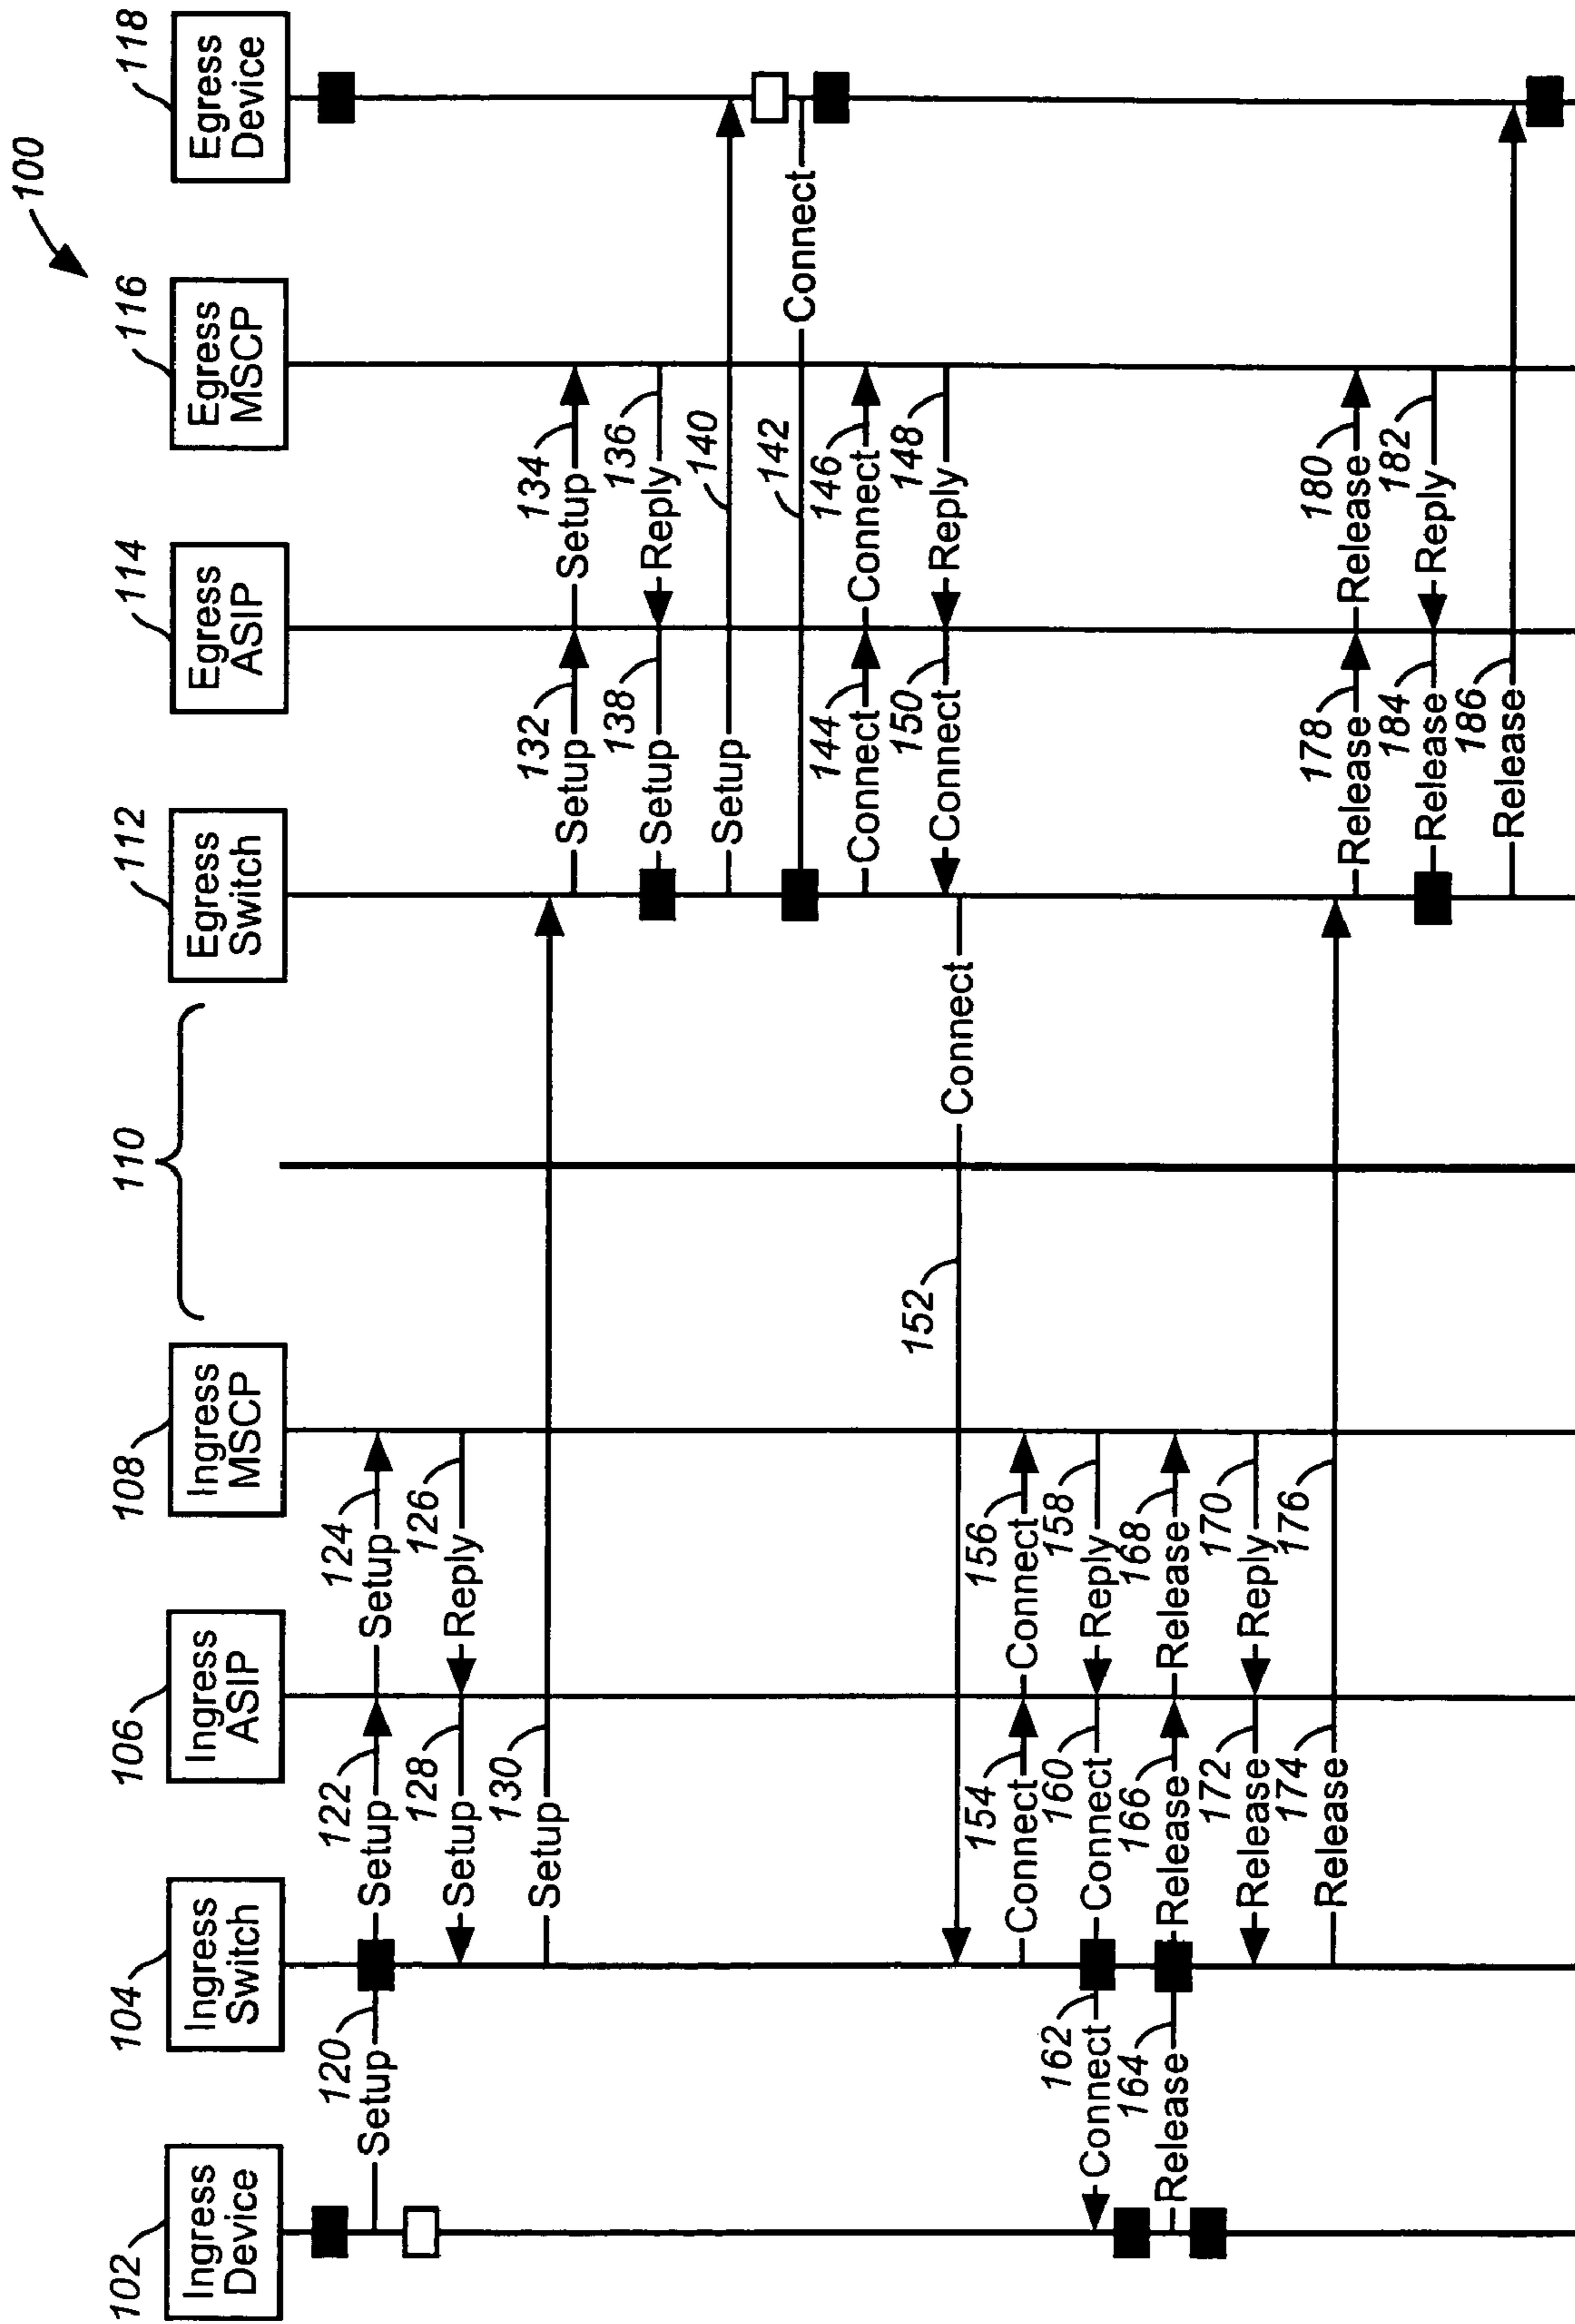 100
102
Ingress
Device
104
Ingress
Switch
106
Ingress
ASIP
108
Ingress
MSCP
110
112
Egress
Switch
114
Egress
ASIP
116
Egress
MSCP
118
Egress
Device
120
Setup
122
Setup
124
Setup
126
Reply
128
Setup
130
Setup
132
Setup
134
Setup
136
Reply
138
Setup
140
Setup
142
Connect
144
Connect
146
Connect
148
Reply
150
Connect
152
Connect
154
Connect
156
Connect
158
Reply
160
Connect
162
Connect
164
Release
166
Release
168
Release
170
Reply
172
Release
174
Release
176
178
Release
180
Release
182
Reply
184
Release
186
Release